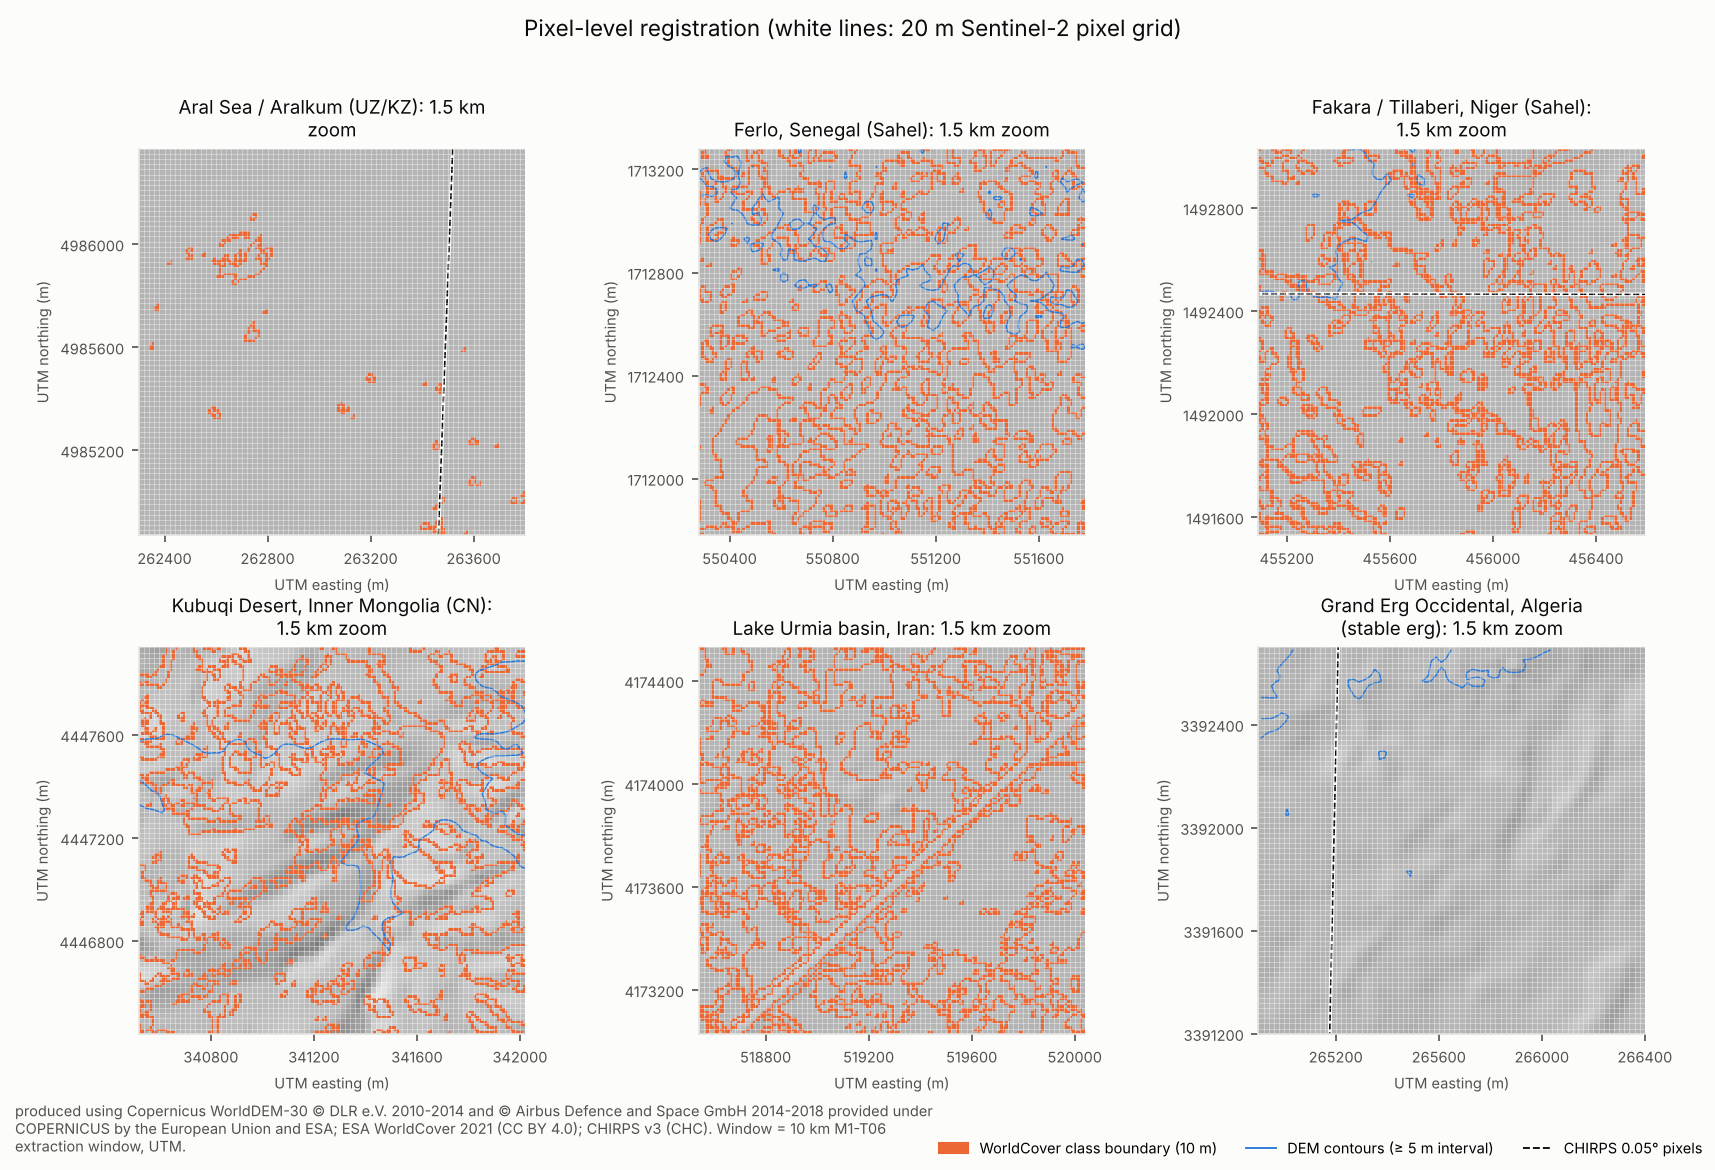 Pixel-level registration (white lines: 20 m Sentinel-2 pixel grid)
Aral Sea / Aralkum (UZ/KZ): 1.5 km
zoom
UTM northing (m)
4986000
4985600
4985200
262400 262800 263200 263600
UTM easting (m)
Ferlo, Senegal (Sahel): 1.5 km zoom
UTM northing (m)
1713200
1712800
1712400
1712000
550400 550800 551200 551600
UTM easting (m)
Fakara / Tillaberi, Niger (Sahel):
1.5 km zoom
UTM northing (m)
1492800
1492400
1492000
1491600
455200 455600 456000 456400
UTM easting (m)
Kubuqi Desert, Inner Mongolia (CN):
1.5 km zoom
UTM northing (m)
4447600
4447200
4446800
340800 341200 341600 342000
UTM easting (m)
Lake Urmia basin, Iran: 1.5 km zoom
UTM northing (m)
4174400
4174000
4173600
4173200
518800 519200 519600 520000
UTM easting (m)
Grand Erg Occidental, Algeria
(stable erg): 1.5 km zoom
UTM northing (m)
3392400
3392000
3391600
3391200
265200 265600 266000 266400
UTM easting (m)
produced using Copernicus WorldDEM-30 © DLR e.V. 2010-2014 and © Airbus Defence and Space GmbH 2014-2018 provided under
COPERNICUS by the European Union and ESA; ESA WorldCover 2021 (CC BY 4.0); CHIRPS v3 (CHC). Window = 10 km M1-T06
extraction window, UTM.
WorldCover class boundary (10 m)
DEM contours (≥ 5 m interval)
CHIRPS 0.05° pixels